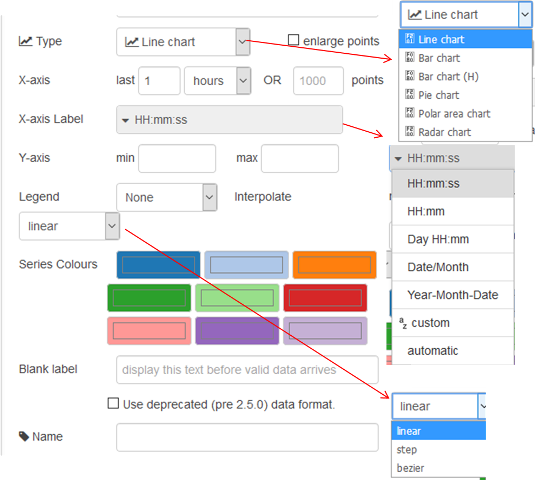 Type Line chart enlarge points
X-axis last 1 hours OR 1000 points
X-axis Label HH:mm:ss
Y-axis min max
Legend None Interpolate
linear
Series Colours
Blank label display this text before valid data arrives
Use deprecated (pre 2.5.0) data format.
Name
Line chart
Line chart
Bar chart
Bar chart (H)
Pie chart
Polar area chart
Radar chart
HH:mm:ss
HH:mm:ss
HH:mm
Day HH:mm
Date/Month
Year-Month-Date
az custom
automatic
linear
linear
step
bezier